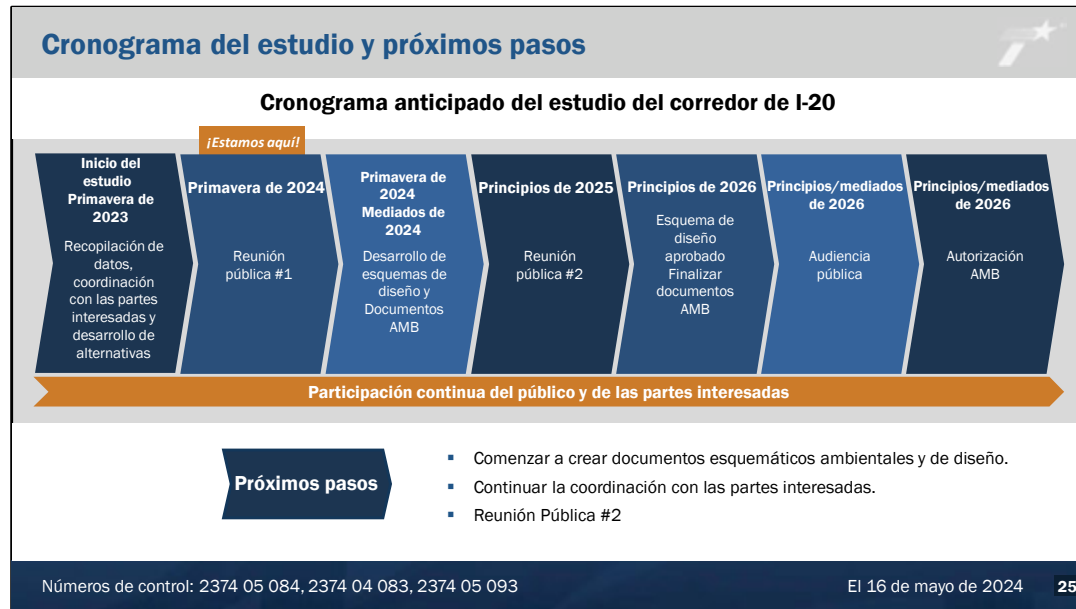 Cronograma del estudio y próximos pasos
Cronograma anticipado del estudio del corredor de I-20
¡Estamos aquí!
Inicio del
estudio
Primavera de
2023
Recopilación de
datos,
coordinación
con las partes
interesadas y
desarrollo de
alternativas
Primavera de 2024
Reunión
pública #1
Primavera de
2024
Mediados de
2024
Desarrollo de
esquemas de
diseño y
Documentos
AMB
Principios de 2025
Reunión
pública #2
Principios de 2026
Esquema de
diseño
aprobado
Finalizar
documentos
AMB
Principios/mediados
de 2026
Audiencia
pública
Principios/mediados
de 2026
Autorización
AMB
Participación continua del público y de las partes interesadas
Próximos pasos
▪ Comenzar a crear documentos esquemáticos ambientales y de diseño.
▪ Continuar la coordinación con las partes interesadas.
▪ Reunión Pública #2
Números de control: 2374 05 084, 2374 04 083, 2374 05 093
El 16 de mayo de 2024
25